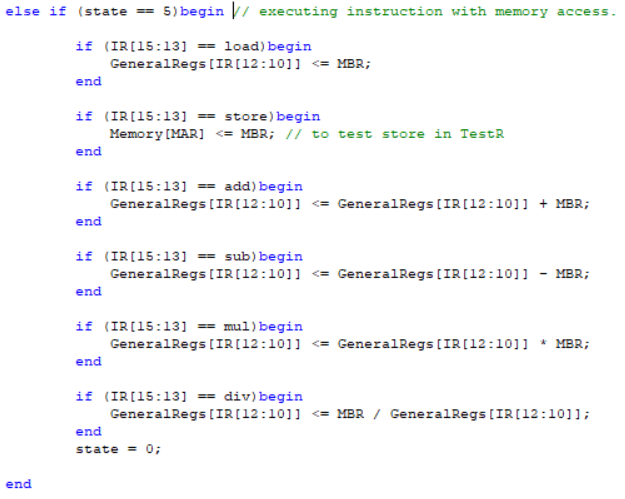 else if (state == 5)begin // executing instruction with memory access.
if (IR[15:13] == load)begin
GeneralRegs[IR[12:10]] <= MBR;
end
if (IR[15:13] == store)begin
Memory[MAR] <= MBR; // to test store in TestR
end
if (IR[15:13] == add)begin
GeneralRegs[IR[12:10]] <= GeneralRegs[IR[12:10]] + MBR;
end
if (IR[15:13] == sub)begin
GeneralRegs[IR[12:10]] <= GeneralRegs[IR[12:10]] - MBR;
end
if (IR[15:13] == mul)begin
GeneralRegs[IR[12:10]] <= GeneralRegs[IR[12:10]] * MBR;
end
if (IR[15:13] == div)begin
GeneralRegs[IR[12:10]] <= MBR / GeneralRegs[IR[12:10]];
end
state = 0;
end